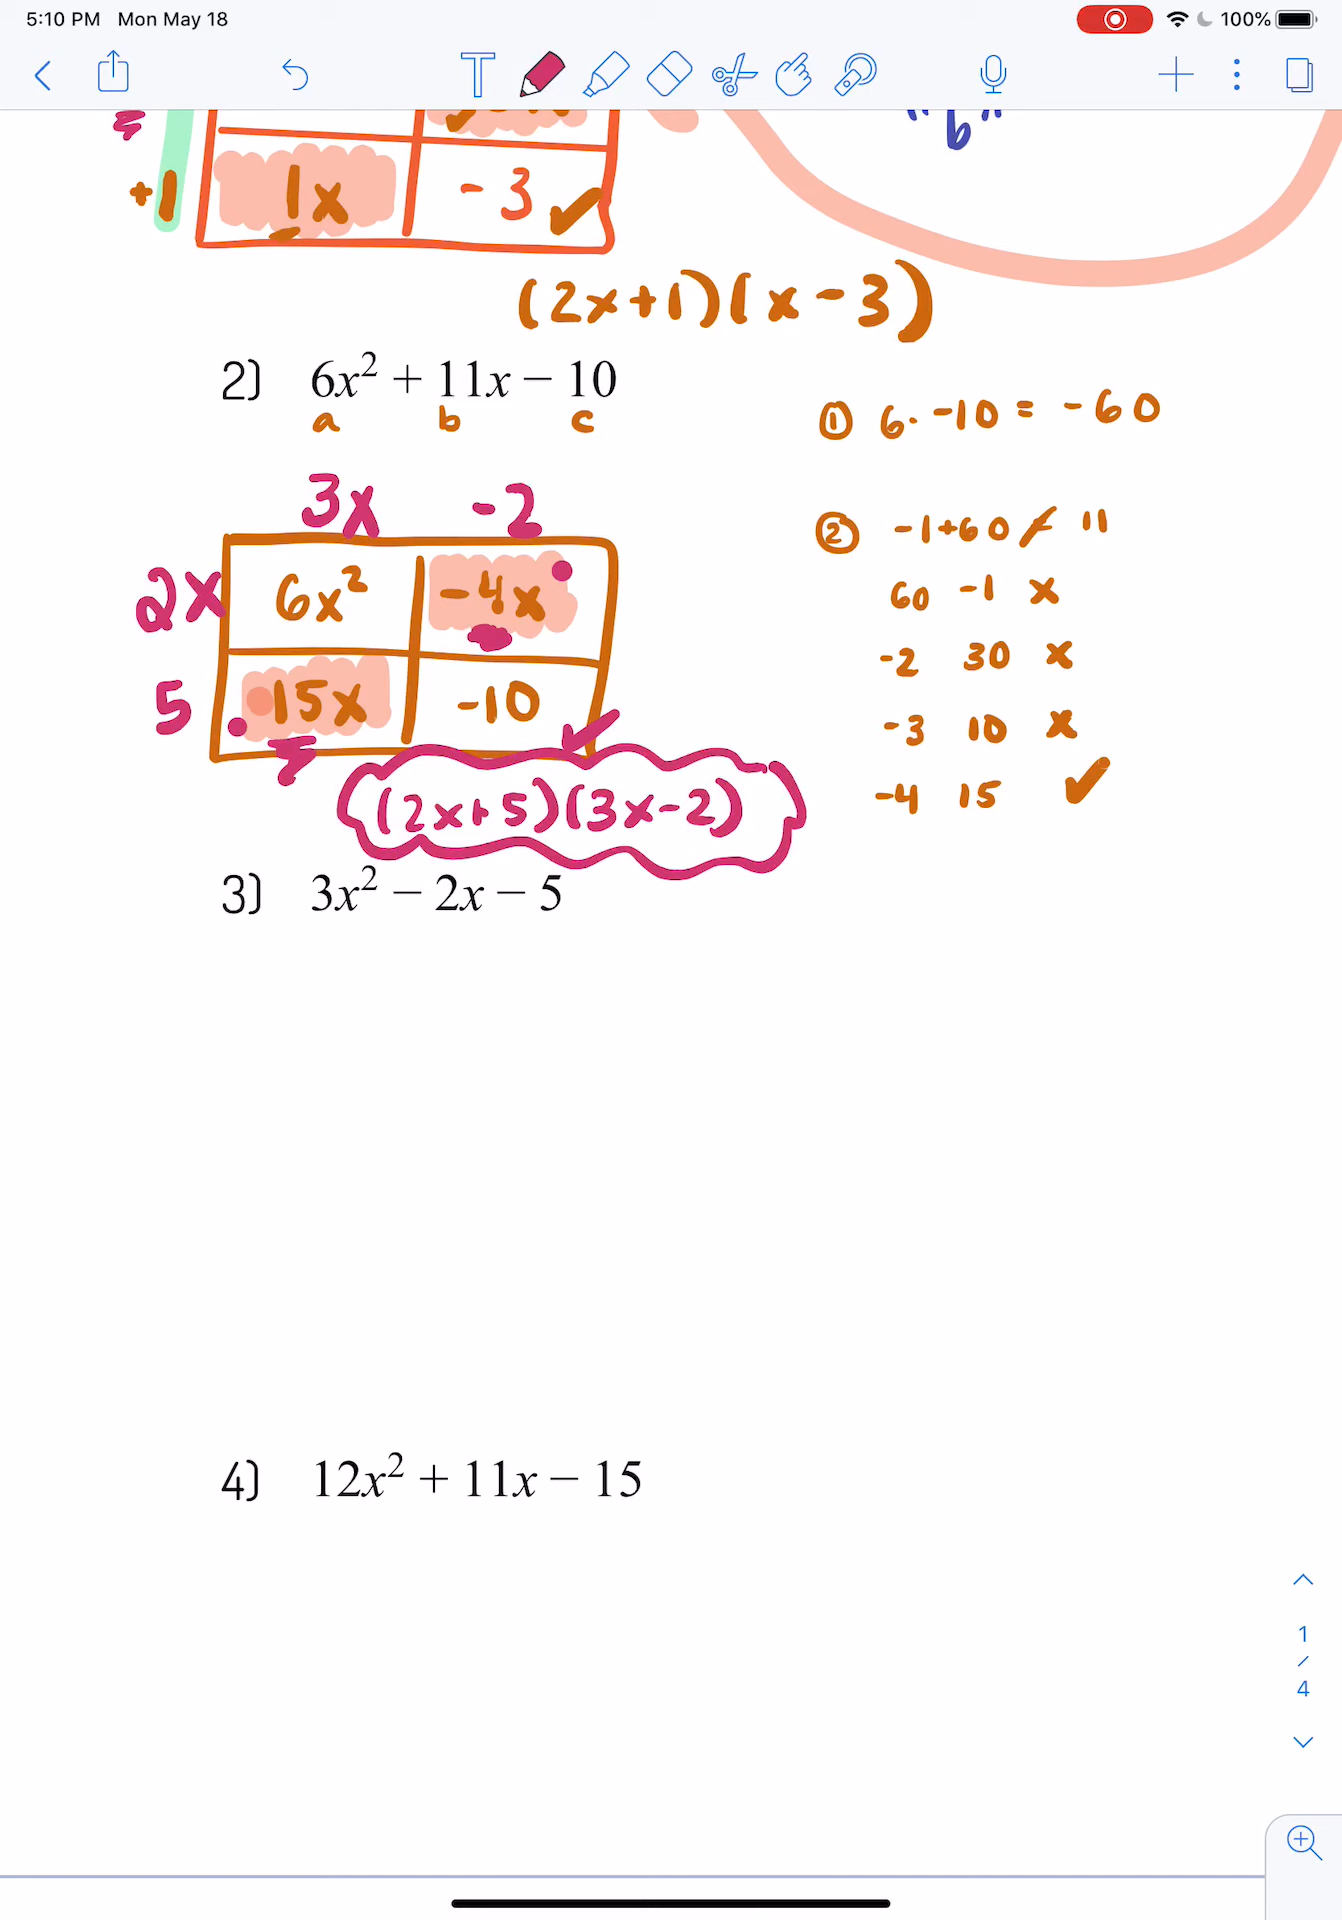 5:10 PM Mon May 18
100%
T
"b"
+1
1x
-3
(2x+1)(x-3)
2) 6x² + 11x − 10
a b c
① 6·-10 = -60
3x -2
② -1+60 ≠ 11
2x 6x² -4x
60 -1 x
-2 30 x
5 15x -10
-3 10 x
-4 15 ✓
(2x+5)(3x-2)
3) 3x² − 2x − 5
4) 12x² + 11x − 15
1
/
4